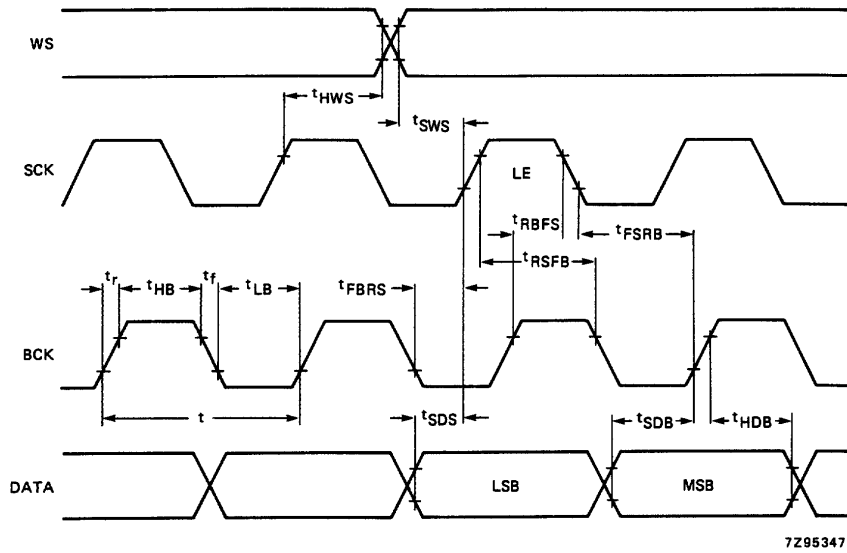 WS
tHWS
tSWS
SCK
LE
tRBFS
tFSRB
tRSFB
tr
tHB
tf
tLB
tFBRS
BCK
t
tSDS
tSDB
tHDB
DATA
LSB
MSB
7Z95347